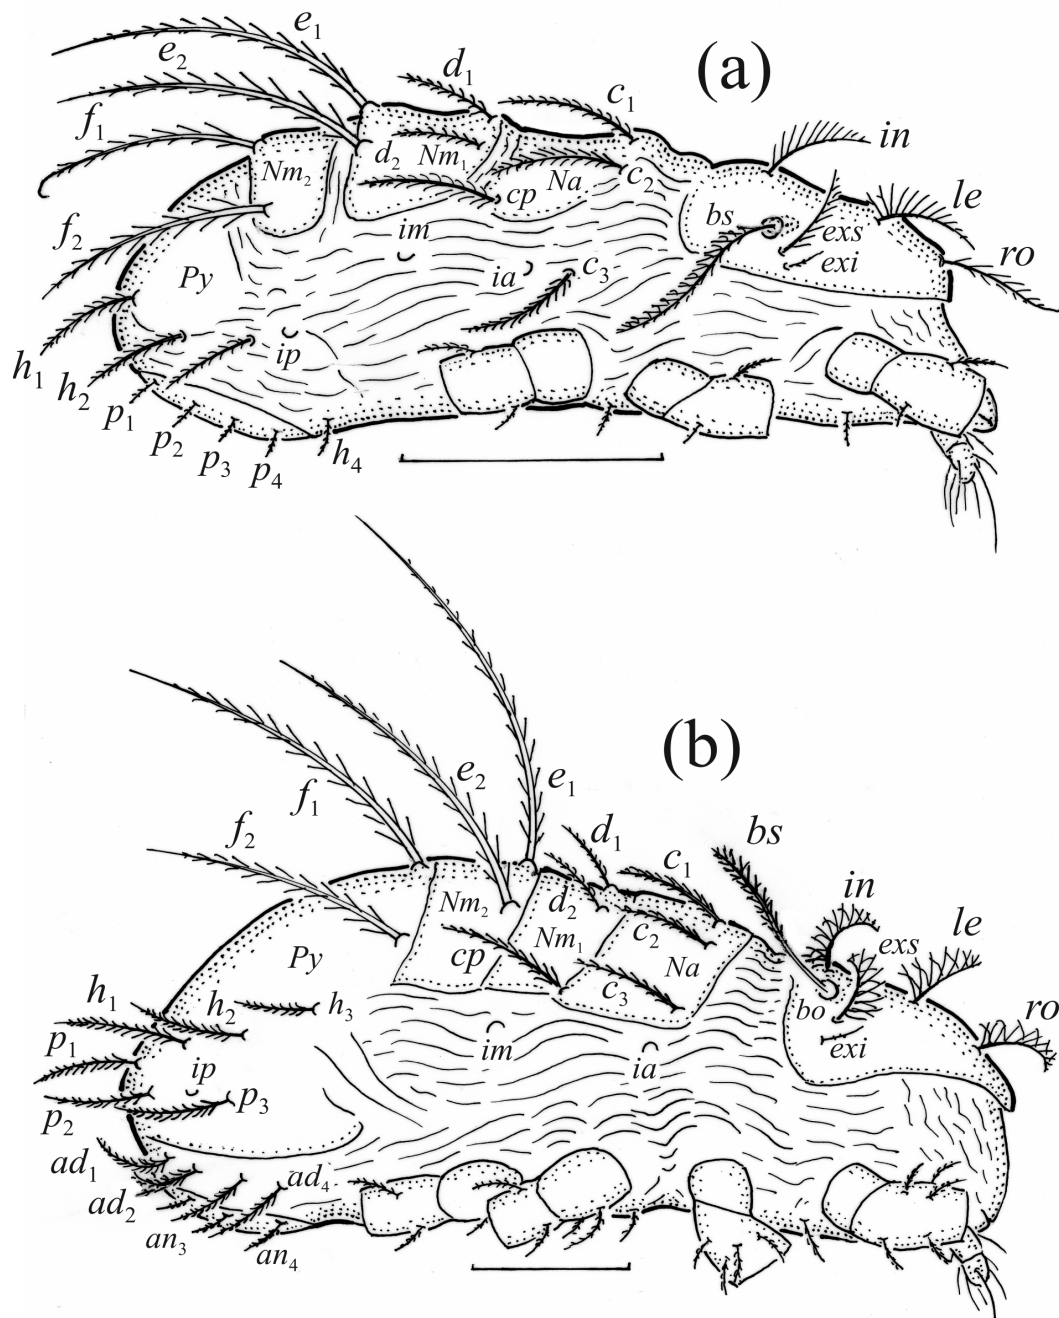 e₁
e₂
d₁
(a)
c₁
f₁
in
d₂ Nm₁
Nm₂
Na
c₂
cp
le
bs
f₂
im
exs
ro
Py
ia
c₃
exi
h₁
h₂
ip
p₁
p₂
p₃
p₄
h₄
(b)
e₂
e₁
f₁
d₁
bs
f₂
c₁
in
Nm₂
d₂
le
c₂
exs
Nm₁
cp
Py
Na
ro
h₁
c₃
bo
h₂
h₃
p₁
im
exi
ia
ip
p₂
p₃
ad₁
ad₄
ad₂
an₃
an₄